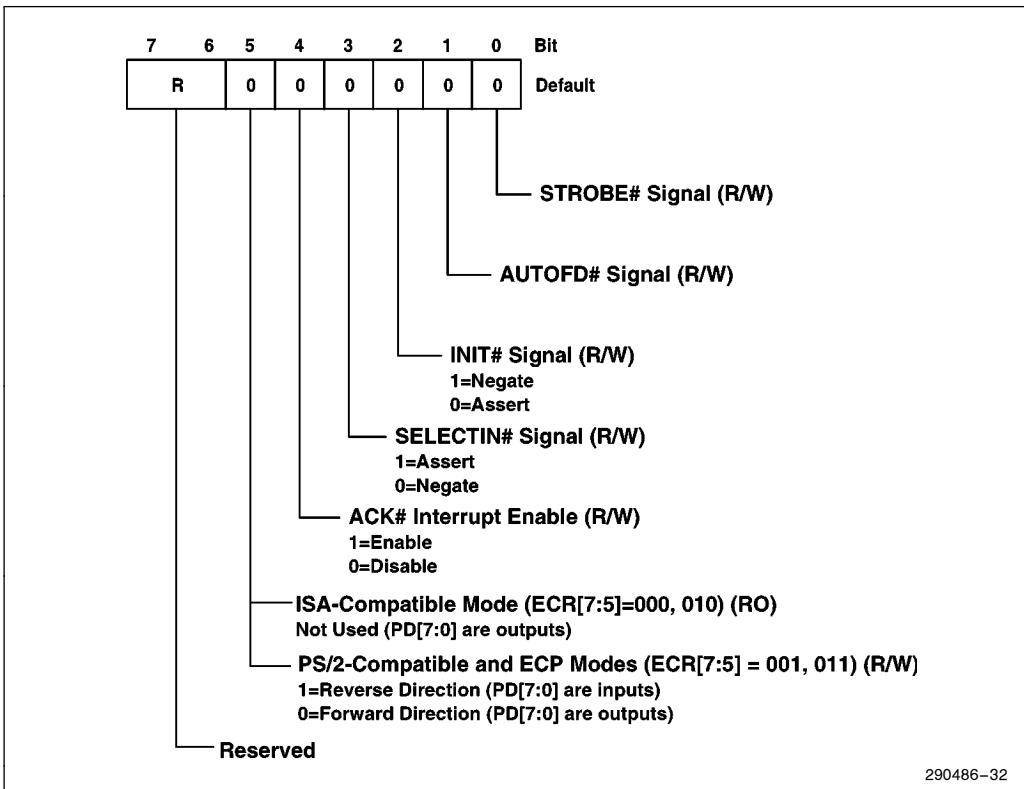 7 6 5 4 3 2 1 0 Bit
R 0 0 0 0 0 0 Default
STROBE# Signal (R/W)
AUTOFD# Signal (R/W)
INIT# Signal (R/W)
1=Negate
0=Assert
SELECTIN# Signal (R/W)
1=Assert
0=Negate
ACK# Interrupt Enable (R/W)
1=Enable
0=Disable
ISA-Compatible Mode (ECR[7:5]=000, 010) (RO)
Not Used (PD[7:0] are outputs)
PS/2-Compatible and ECP Modes (ECR[7:5] = 001, 011) (R/W)
1=Reverse Direction (PD[7:0] are inputs)
0=Forward Direction (PD[7:0] are outputs)
Reserved
290486–32